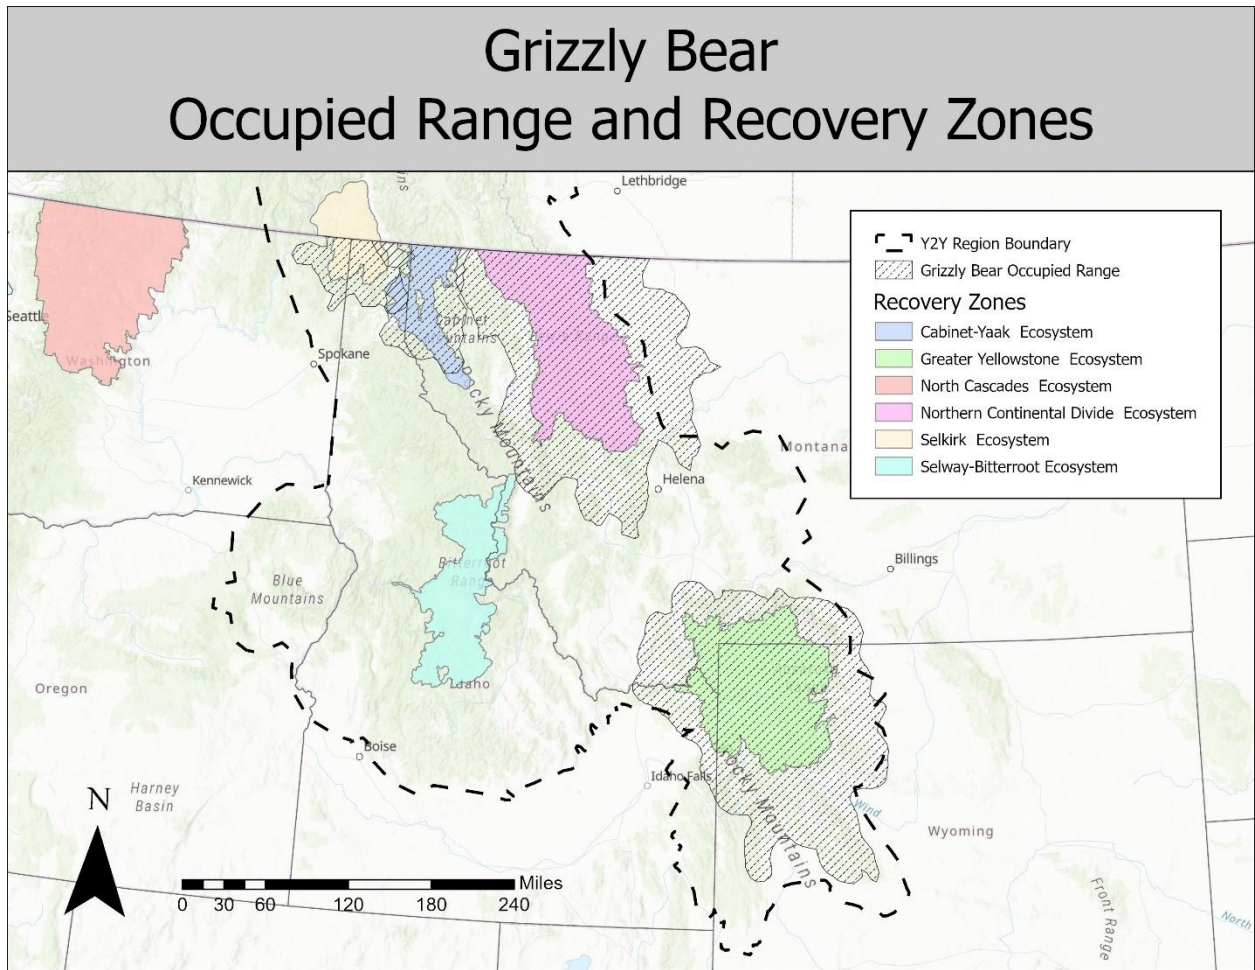 Grizzly Bear
Occupied Range and Recovery Zones
ins
Lethbridge
Y2Y Region Boundary
Grizzly Bear Occupied Range
Recovery Zones
Cabinet-Yaak Ecosystem
Greater Yellowstone Ecosystem
North Cascades Ecosystem
Northern Continental Divide Ecosystem
Selkirk Ecosystem
Selway-Bitterroot Ecosystem
Seattle
Washington
Spokane
Cabinet
Mountains
Rocky Mountains
Montana
Kennewick
Helena
Billings
Blue
Mountains
Bitterroot
Range
Oregon
Idaho
Boise
Idaho Falls
Rocky Mountains
Harney
Basin
Wind
Wyoming
Front Range
North
N
Miles
0 30 60 120 180 240